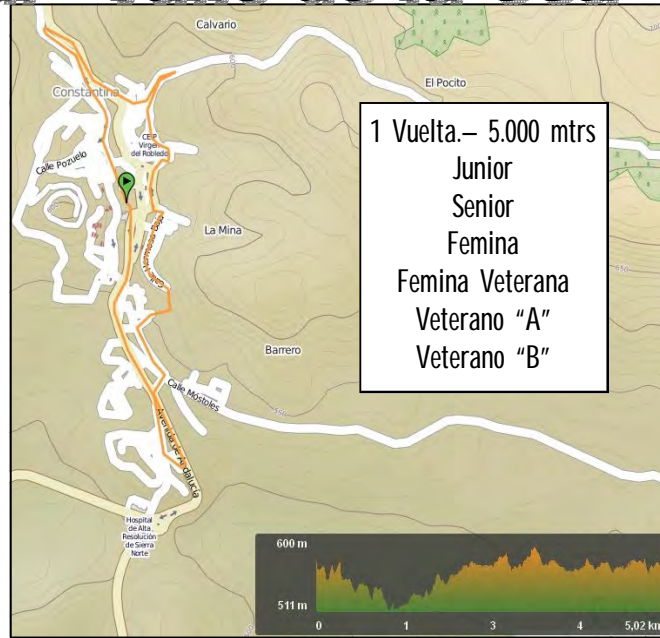 Calvario
El Pocito
Constantina
CEIP
Virgen
del Robledo
Calle Pozuelo
La Mina
Barrero
Calle Móstoles
Avenida de Andalucía
Hospital
de Alta
Resolución
de Sierra
Norte
1 Vuelta.– 5.000 mtrs
Junior
Senior
Femina
Femina Veterana
Veterano “A”
Veterano “B”
600 m
511 m
0 1 3 4 5,02 km